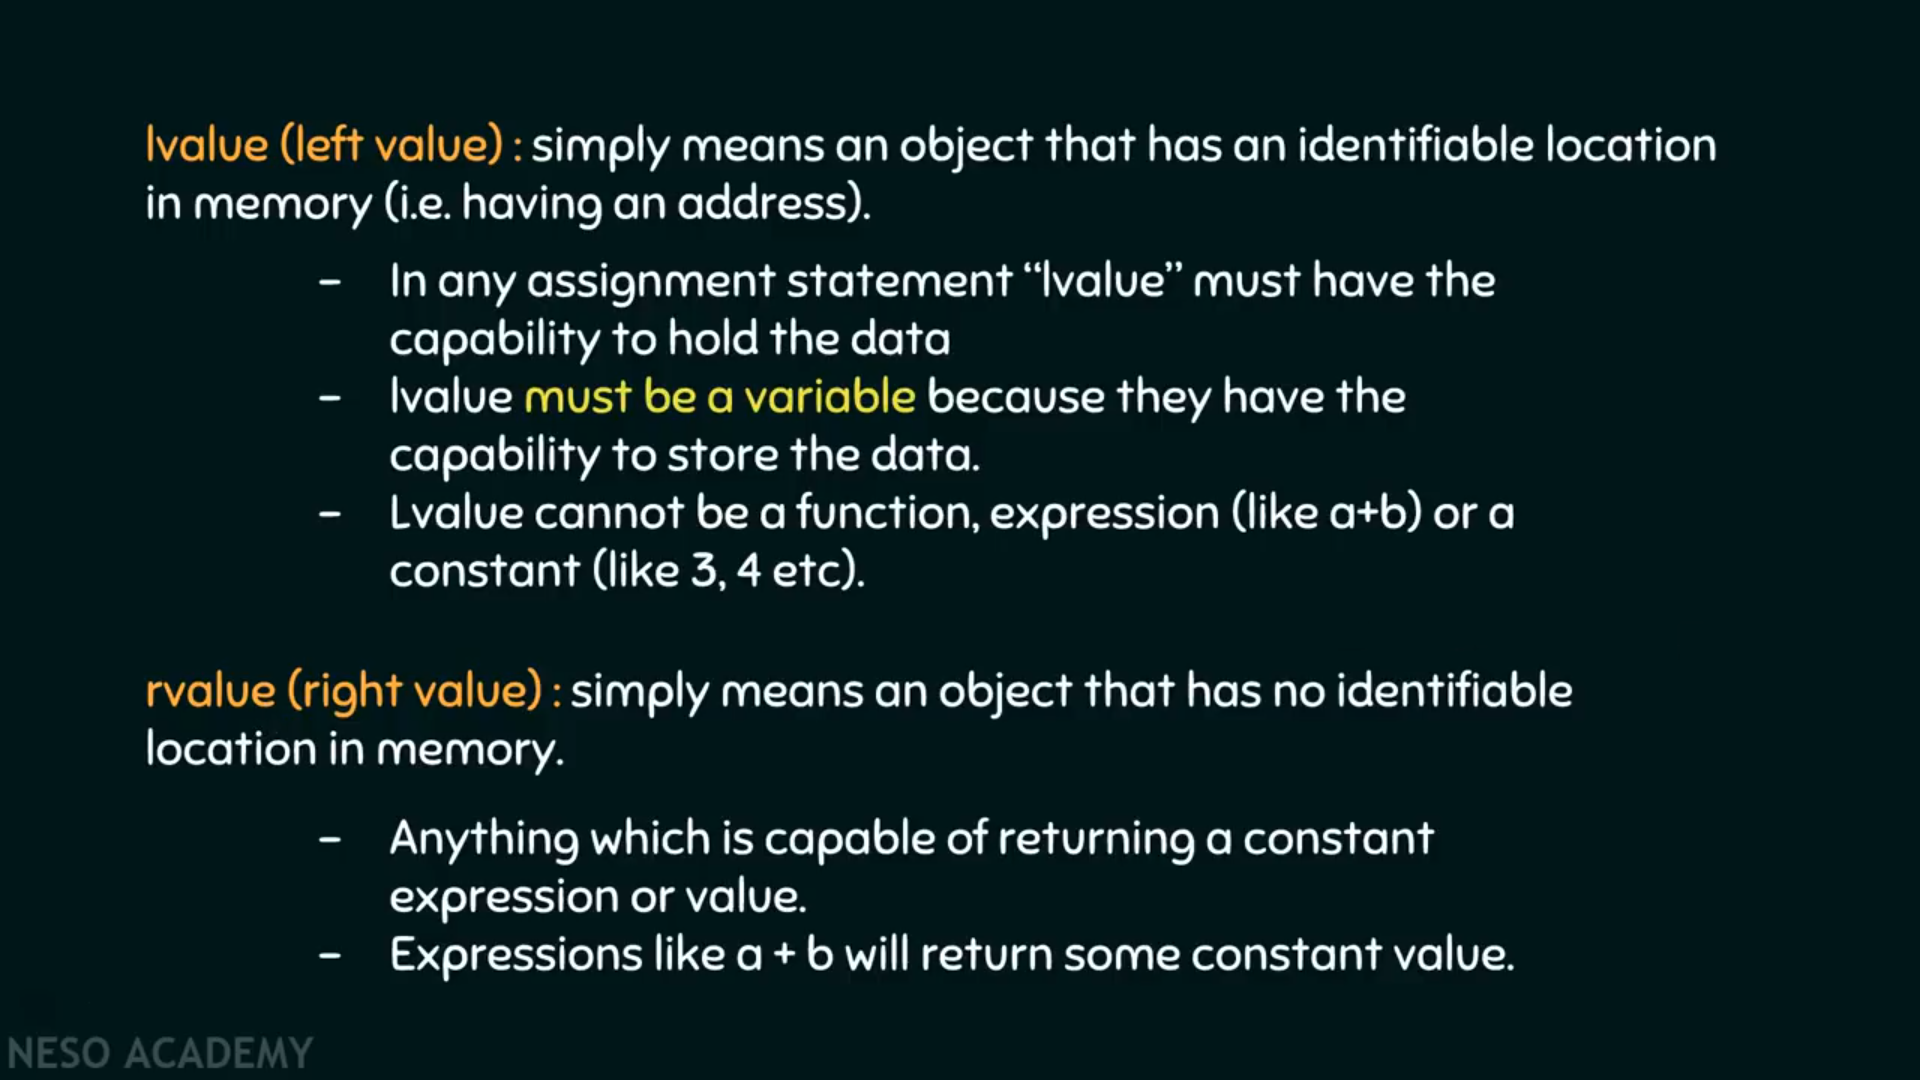 lvalue (left value) : simply means an object that has an identifiable location
in memory (i.e. having an address).
- In any assignment statement “lvalue” must have the
capability to hold the data
- lvalue must be a variable because they have the
capability to store the data.
- Lvalue cannot be a function, expression (like a+b) or a
constant (like 3, 4 etc).
rvalue (right value) : simply means an object that has no identifiable
location in memory.
- Anything which is capable of returning a constant
expression or value.
- Expressions like a + b will return some constant value.
NESO ACADEMY